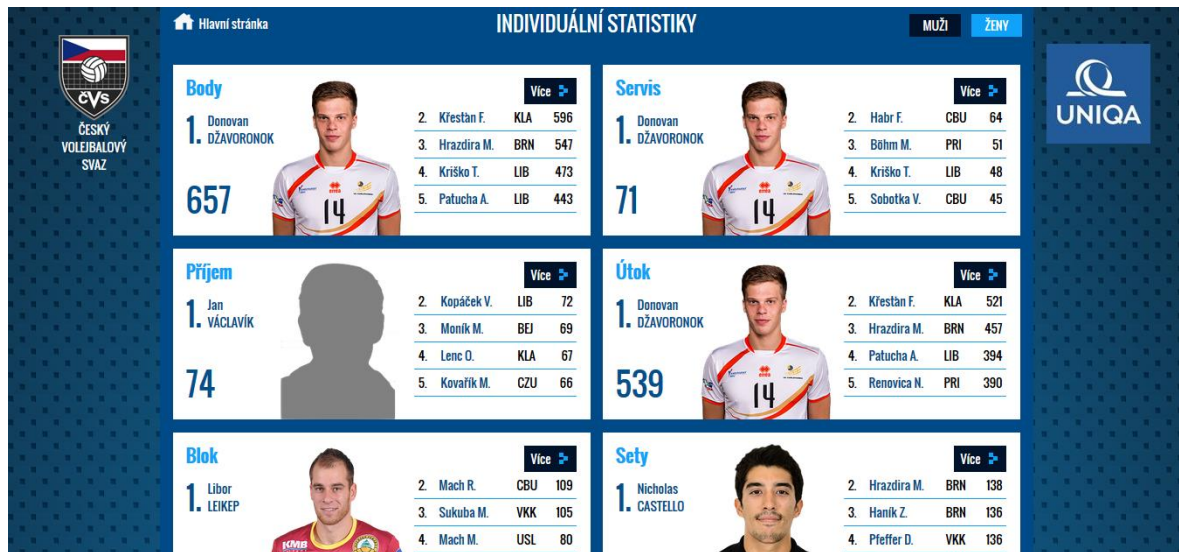 Hlavní stránka
INDIVIDUÁLNÍ STATISTIKY
MUŽI
ŽENY
ČVS
ČESKÝ
VOLEJBALOVÝ
SVAZ
UNIQA
Body
Více
1. Donovan
DŽAVORONOK
657
14
2. Křesťan F. KLA 596
3. Hrazdira M. BRN 547
4. Kriško T. LIB 473
5. Patucha A. LIB 443
Servis
Více
1. Donovan
DŽAVORONOK
71
14
2. Habr F. CBU 64
3. Böhm M. PRI 51
4. Kriško T. LIB 48
5. Sobotka V. CBU 45
Příjem
Více
1. Jan
VÁCLAVÍK
74
2. Kopáček V. LIB 72
3. Moník M. BEJ 69
4. Lenc O. KLA 67
5. Kovařík M. CZU 66
Útok
Více
1. Donovan
DŽAVORONOK
539
14
2. Křesťan F. KLA 521
3. Hrazdira M. BRN 457
4. Patucha A. LIB 394
5. Renovica N. PRI 390
Blok
Více
1. Libor
LEIKEP
KMB
2. Mach R. CBU 109
3. Sukuba M. VKK 105
4. Mach M. USL 80
Sety
Více
1. Nicholas
CASTELLO
2. Hrazdira M. BRN 138
3. Haník Z. BRN 136
4. Pfeffer D. VKK 136